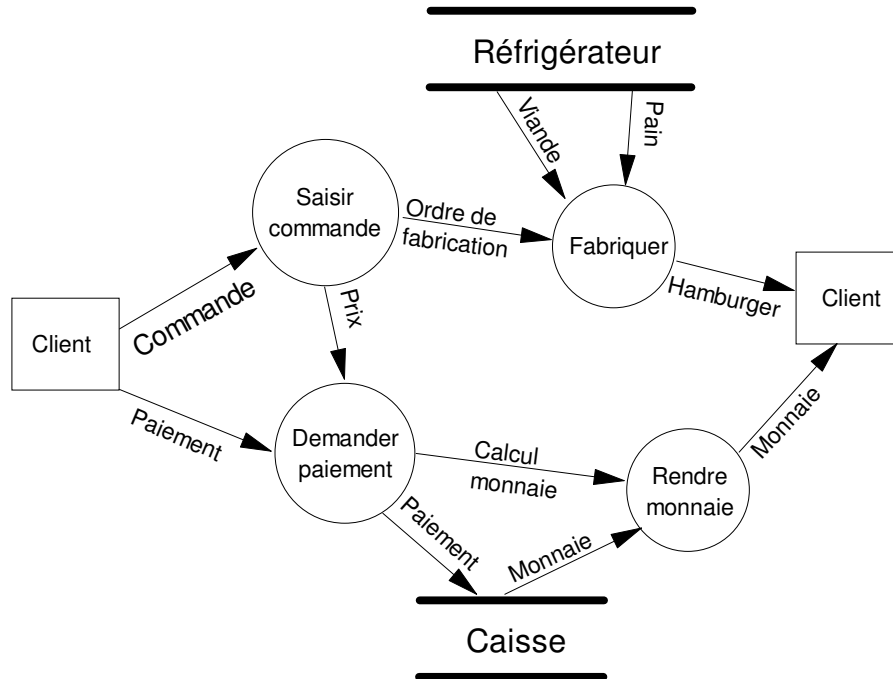 Réfrigérateur
Viande
Pain
Saisir
commande
Ordre de
fabrication
Fabriquer
Hamburger
Client
Client
Commande
Prix
Paiement
Demander
paiement
Calcul
monnaie
Rendre
monnaie
Monnaie
Paiement
Monnaie
Caisse